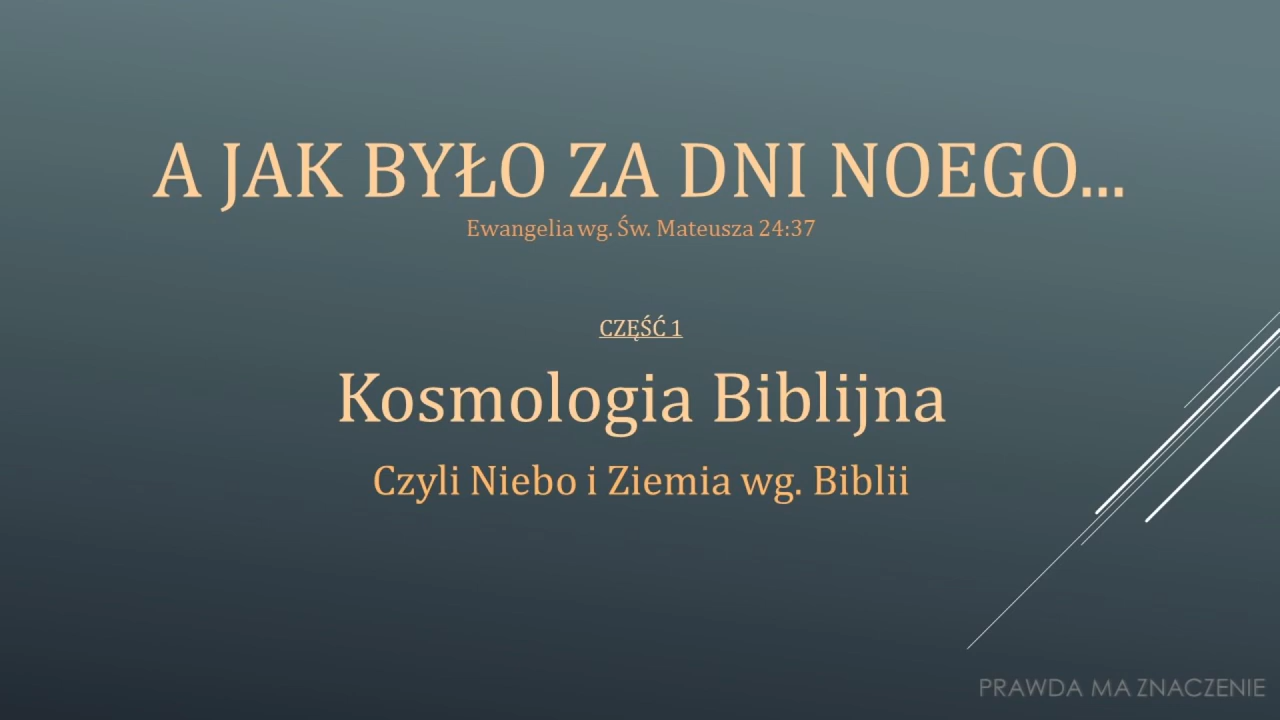 A JAK BYŁO ZA DNI NOEGO...
Ewangelia wg. Św. Mateusza 24:37
CZĘŚĆ 1
Kosmologia Biblijna
Czyli Niebo i Ziemia wg. Biblii
PRAWDA MA ZNACZENIE